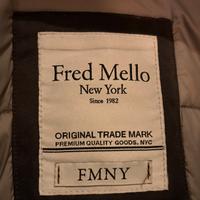 Fred Mello
New York
Since 1982
ORIGINAL TRADE MARK
PREMIUM QUALITY GOODS. NYC
FMNY